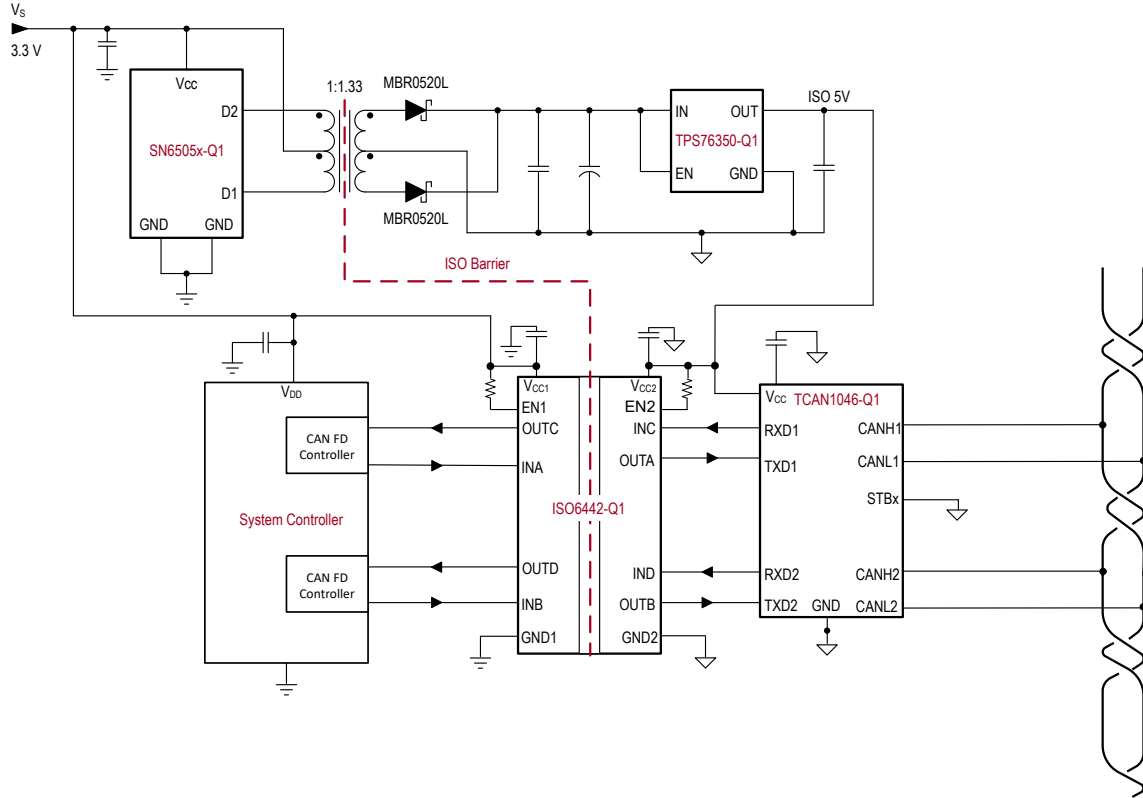 VS
3.3 V
Vcc
D2
SN6505x-Q1
D1
GND
GND
1:1.33
MBR0520L
MBR0520L
IN
OUT
TPS76350-Q1
EN
GND
ISO 5V
ISO Barrier
VDD
CAN FD
Controller
System Controller
CAN FD
Controller
VCC1
EN1
OUTC
INA
OUTD
INB
GND1
ISO6442-Q1
VCC2
EN2
INC
OUTA
IND
OUTB
GND2
VCC
TCAN1046-Q1
RXD1
TXD1
RXD2
TXD2
GND
CANH1
CANL1
STBx
CANH2
CANL2